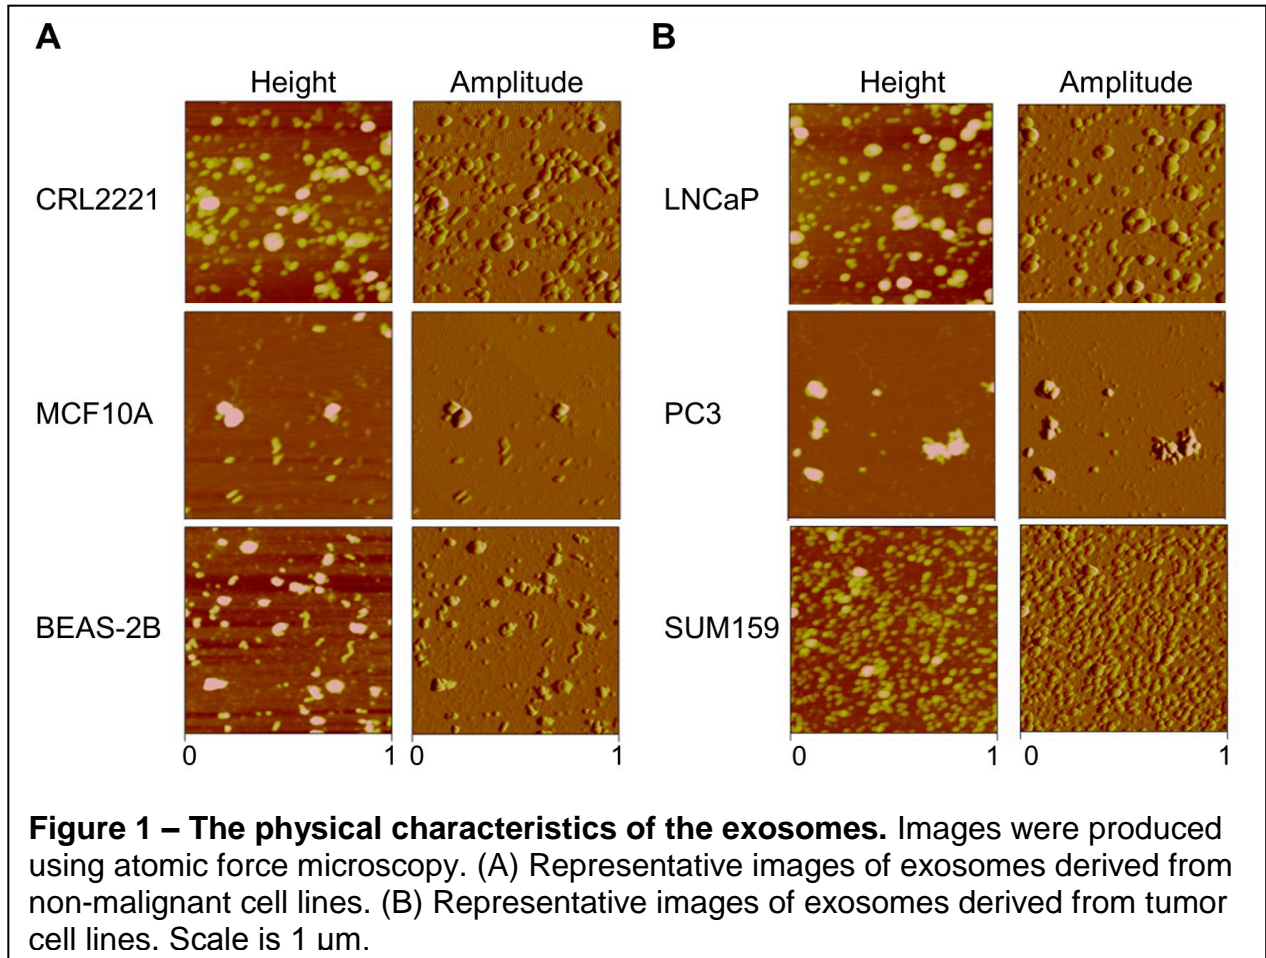 A
B
Height Amplitude
Height Amplitude
CRL2221
LNCaP
MCF10A
PC3
BEAS-2B
SUM159
0 1 0 1
0 1 0 1
Figure 1 – The physical characteristics of the exosomes. Images were produced
using atomic force microscopy. (A) Representative images of exosomes derived from
non-malignant cell lines. (B) Representative images of exosomes derived from tumor
cell lines. Scale is 1 μm.